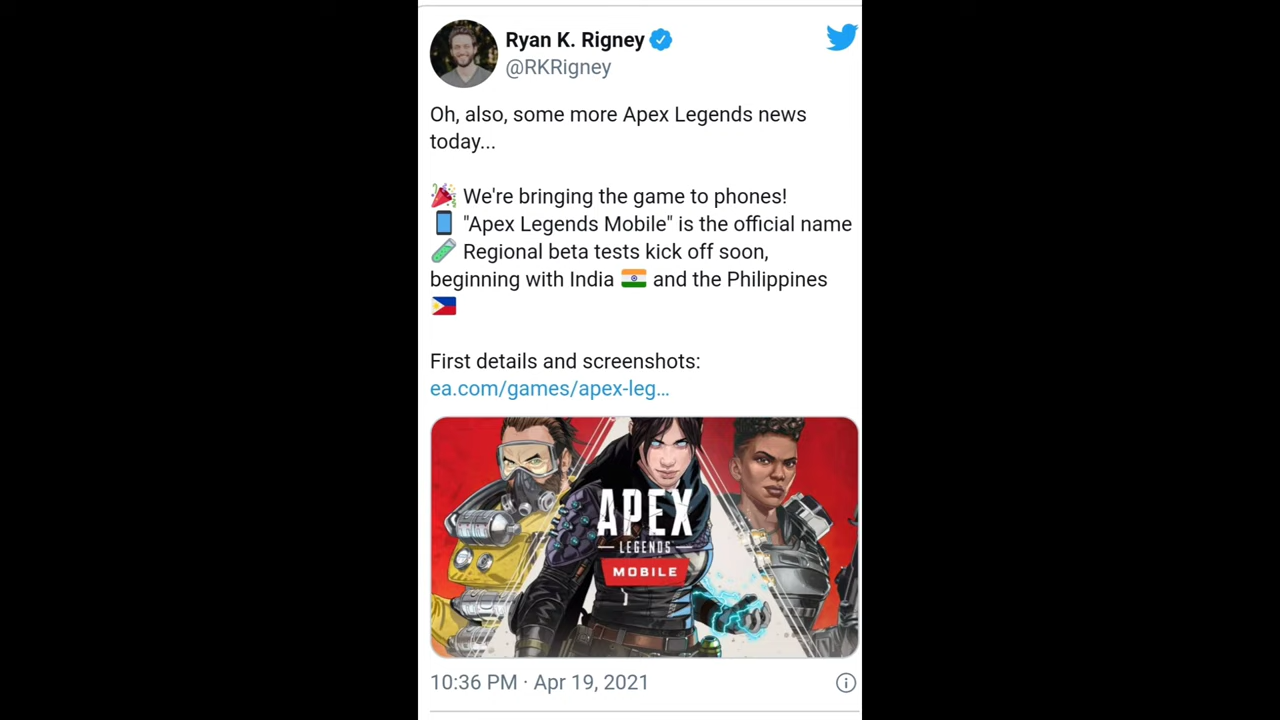 Ryan K. Rigney
@RKRigney
Oh, also, some more Apex Legends news
today...
🎉 We're bringing the game to phones!
📱 "Apex Legends Mobile" is the official name
🧪 Regional beta tests kick off soon,
beginning with India 🇮🇳 and the Philippines
🇵🇭
First details and screenshots:
ea.com/games/apex-leg...
APEX
LEGENDS
MOBILE
10:36 PM · Apr 19, 2021